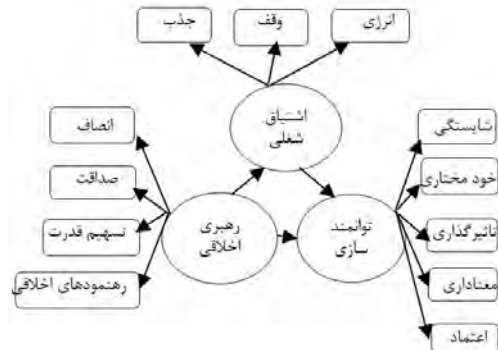 انرژی
وقف
جذب
اشتیاق
شغلی
انصاف
صداقت
تسهیم قدرت
رهنمودهای اخلاقی
رهبری
اخلاقی
توانمند
سازی
شایستگی
خود مختاری
تاثیرگذاری
معناداری
اعتماد